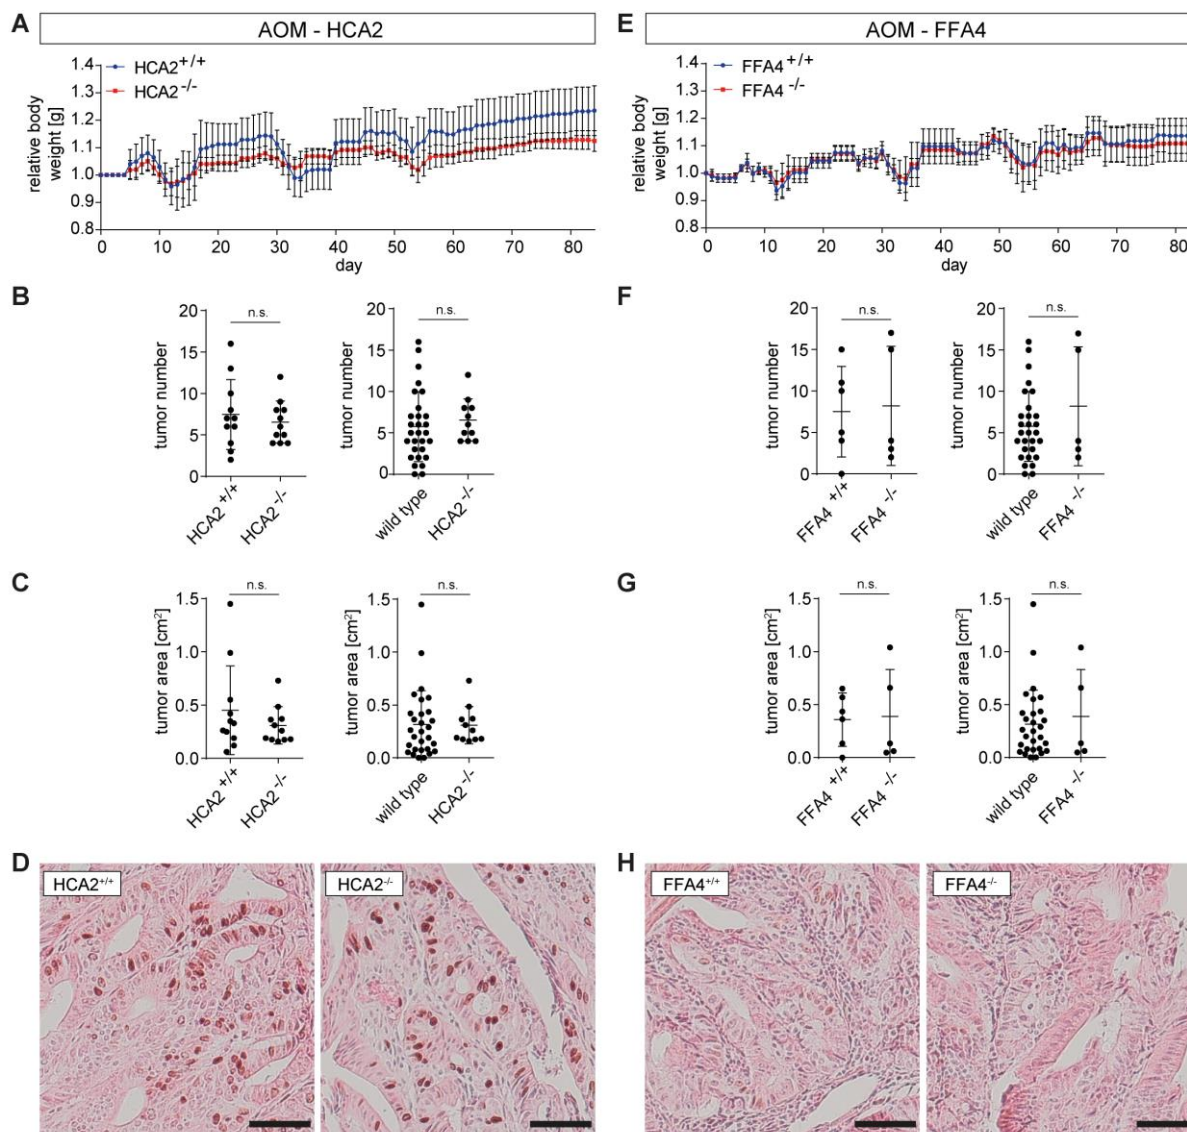 A
AOM - HCA2
HCA2+/+
HCA2-/-
relative body
weight [g]
1.4
1.3
1.2
1.1
1.0
0.9
0.8
0 10 20 30 40 50 60 70 80
day
E
AOM - FFA4
FFA4+/+
FFA4-/-
relative body
weight [g]
1.4
1.3
1.2
1.1
1.0
0.9
0.8
0 10 20 30 40 50 60 70 80
day
B
tumor number
20
15
10
5
0
n.s.
HCA2+/+ HCA2-/-
tumor number
20
15
10
5
0
n.s.
wild type HCA2-/-
F
tumor number
20
15
10
5
0
n.s.
FFA4+/+ FFA4-/-
tumor number
20
15
10
5
0
n.s.
wild type FFA4-/-
C
tumor area [cm²]
1.5
1.0
0.5
0.0
n.s.
HCA2+/+ HCA2-/-
tumor area [cm²]
1.5
1.0
0.5
0.0
n.s.
wild type HCA2-/-
G
tumor area [cm²]
1.5
1.0
0.5
0.0
n.s.
FFA4+/+ FFA4-/-
tumor area [cm²]
1.5
1.0
0.5
0.0
n.s.
wild type FFA4-/-
D
HCA2+/+
HCA2-/-
H
FFA4+/+
FFA4-/-